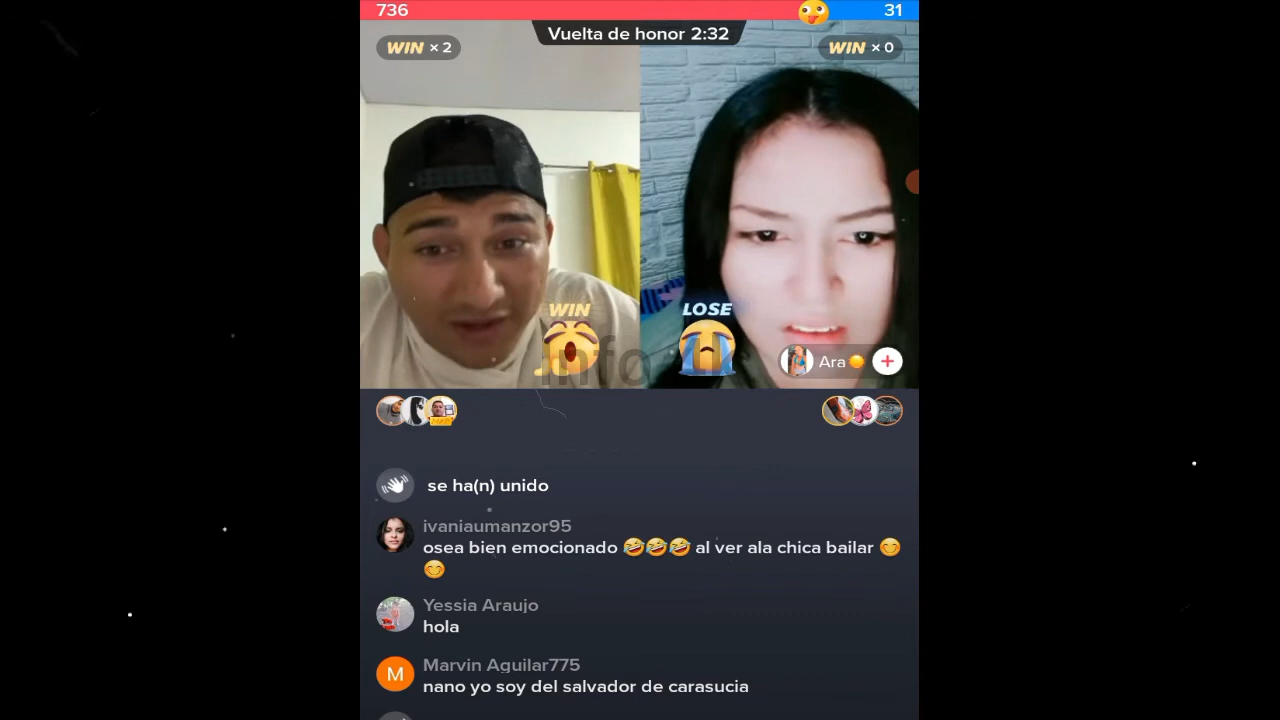 736
31
Vuelta de honor 2:32
WIN × 2
WIN × 0
WIN
LOSE
Ara
se ha(n) unido
ivaniaumanzor95
osea bien emocionado 🤣🤣🤣 al ver ala chica bailar 😊
😊
Yessia Araujo
hola
M
Marvin Aguilar775
nano yo soy del salvador de carasucia